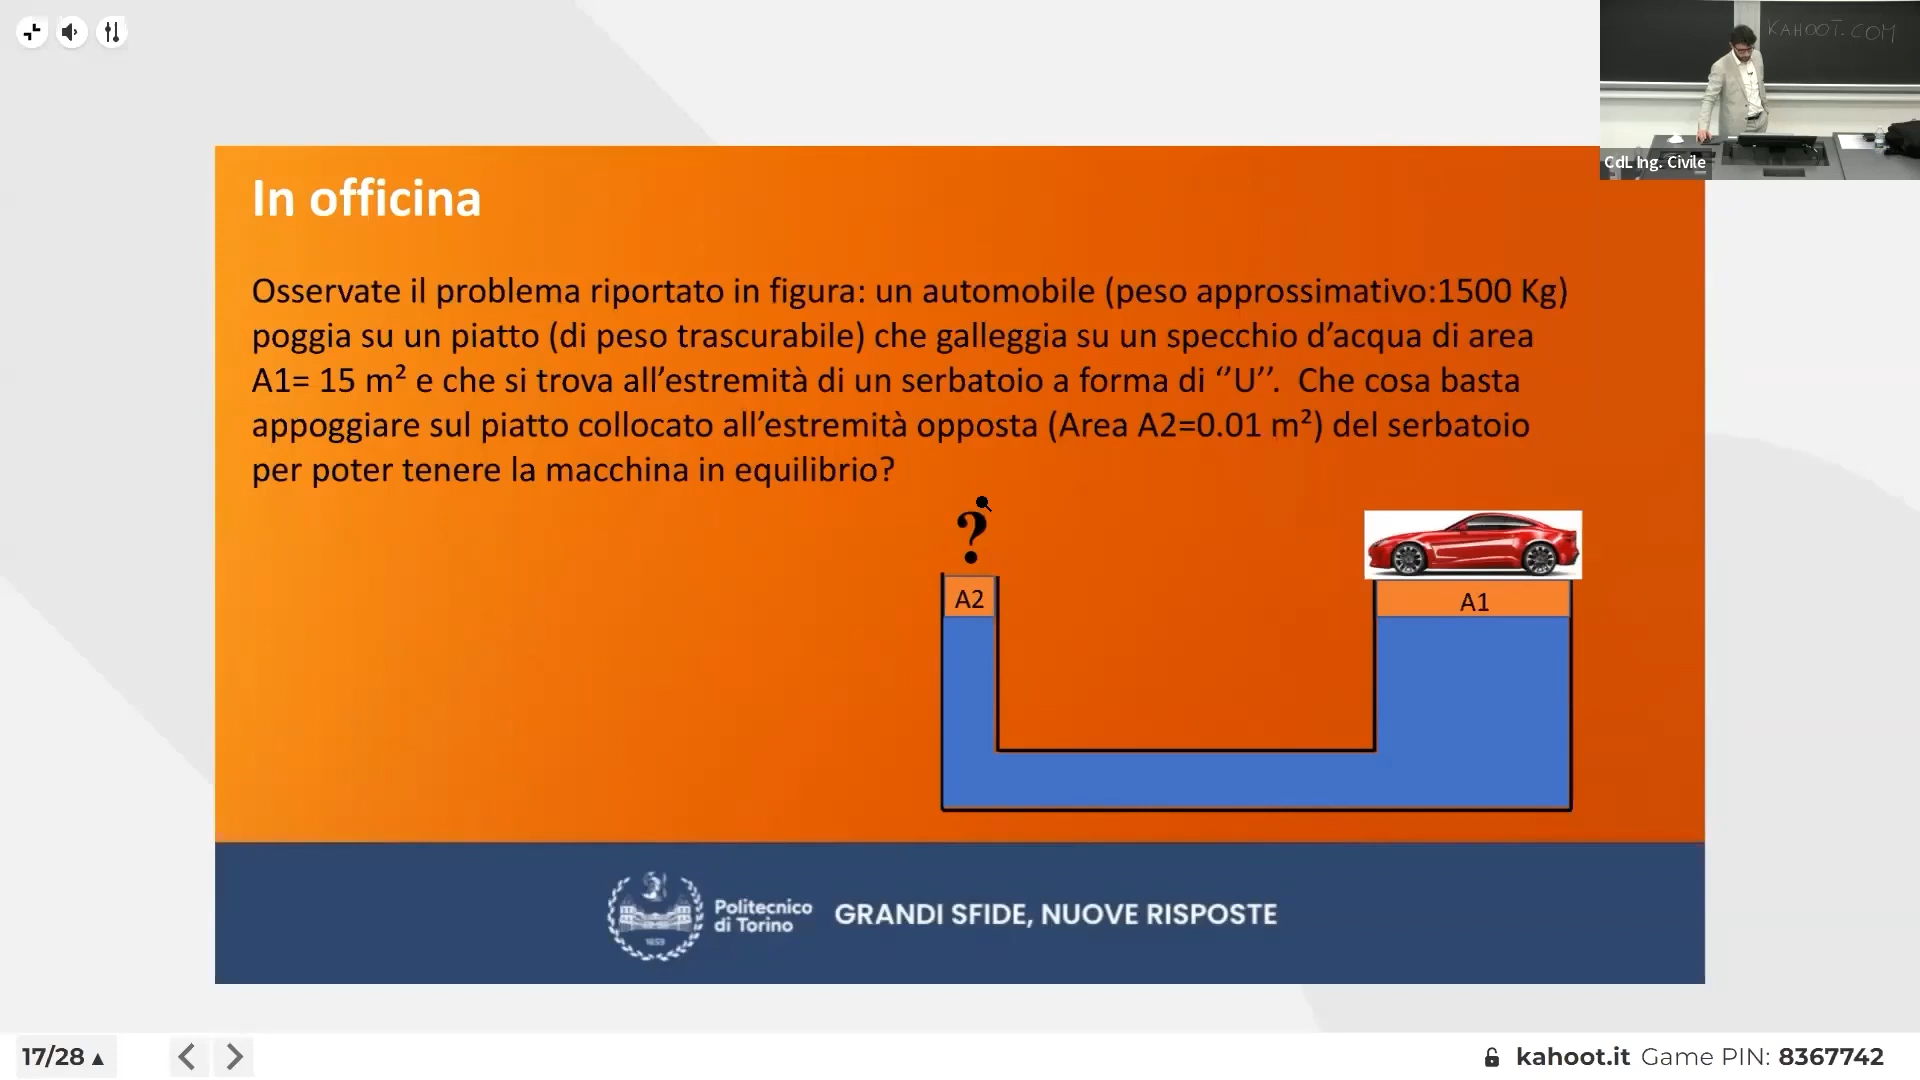 KAHOOT.COM
CdL Ing. Civile
In officina
Osservate il problema riportato in figura: un automobile (peso approssimativo:1500 Kg)
poggia su un piatto (di peso trascurabile) che galleggia su un specchio d’acqua di area
A1= 15 m² e che si trova all’estremità di un serbatoio a forma di ‘’U’’. Che cosa basta
appoggiare sul piatto collocato all’estremità opposta (Area A2=0.01 m²) del serbatoio
per poter tenere la macchina in equilibrio?
?
A2
A1
Politecnico
di Torino
1859
GRANDI SFIDE, NUOVE RISPOSTE
17/28
kahoot.it Game PIN: 8367742